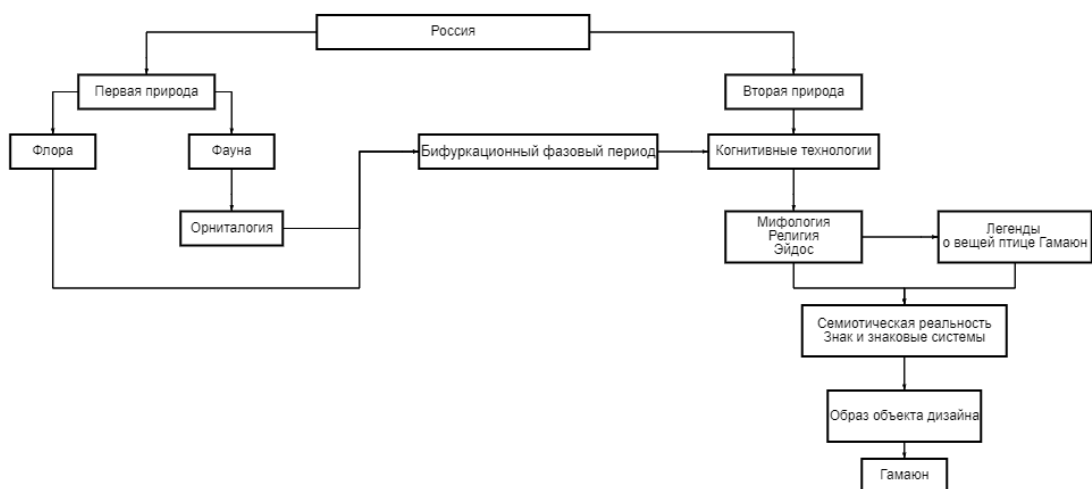 Россия
Первая природа
Вторая природа
Флора
Фауна
Бифуркационный фазовый период
Когнитивные технологии
Орниталогия
Мифология
Религия
Эйдос
Легенды
о вещей птице Гамаюн
Семиотическая реальность
Знак и знаковые системы
Образ объекта дизайна
Гамаюн